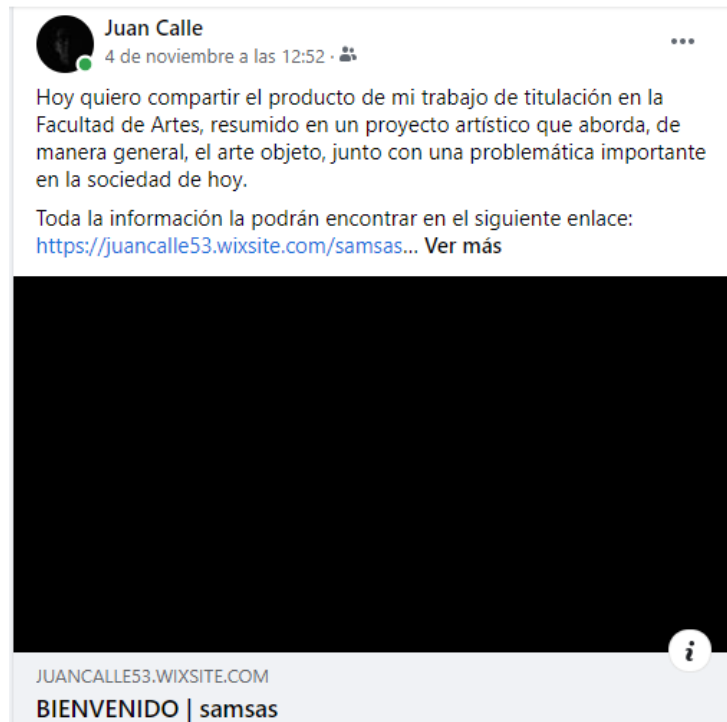 Juan Calle
4 de noviembre a las 12:52 ·
Hoy quiero compartir el producto de mi trabajo de titulación en la
Facultad de Artes, resumido en un proyecto artístico que aborda, de
manera general, el arte objeto, junto con una problemática importante
en la sociedad de hoy.
Toda la información la podrán encontrar en el siguiente enlace:
https://juancalle53.wixsite.com/samsas... Ver más
i
JUANCALLE53.WIXSITE.COM
BIENVENIDO | samsas